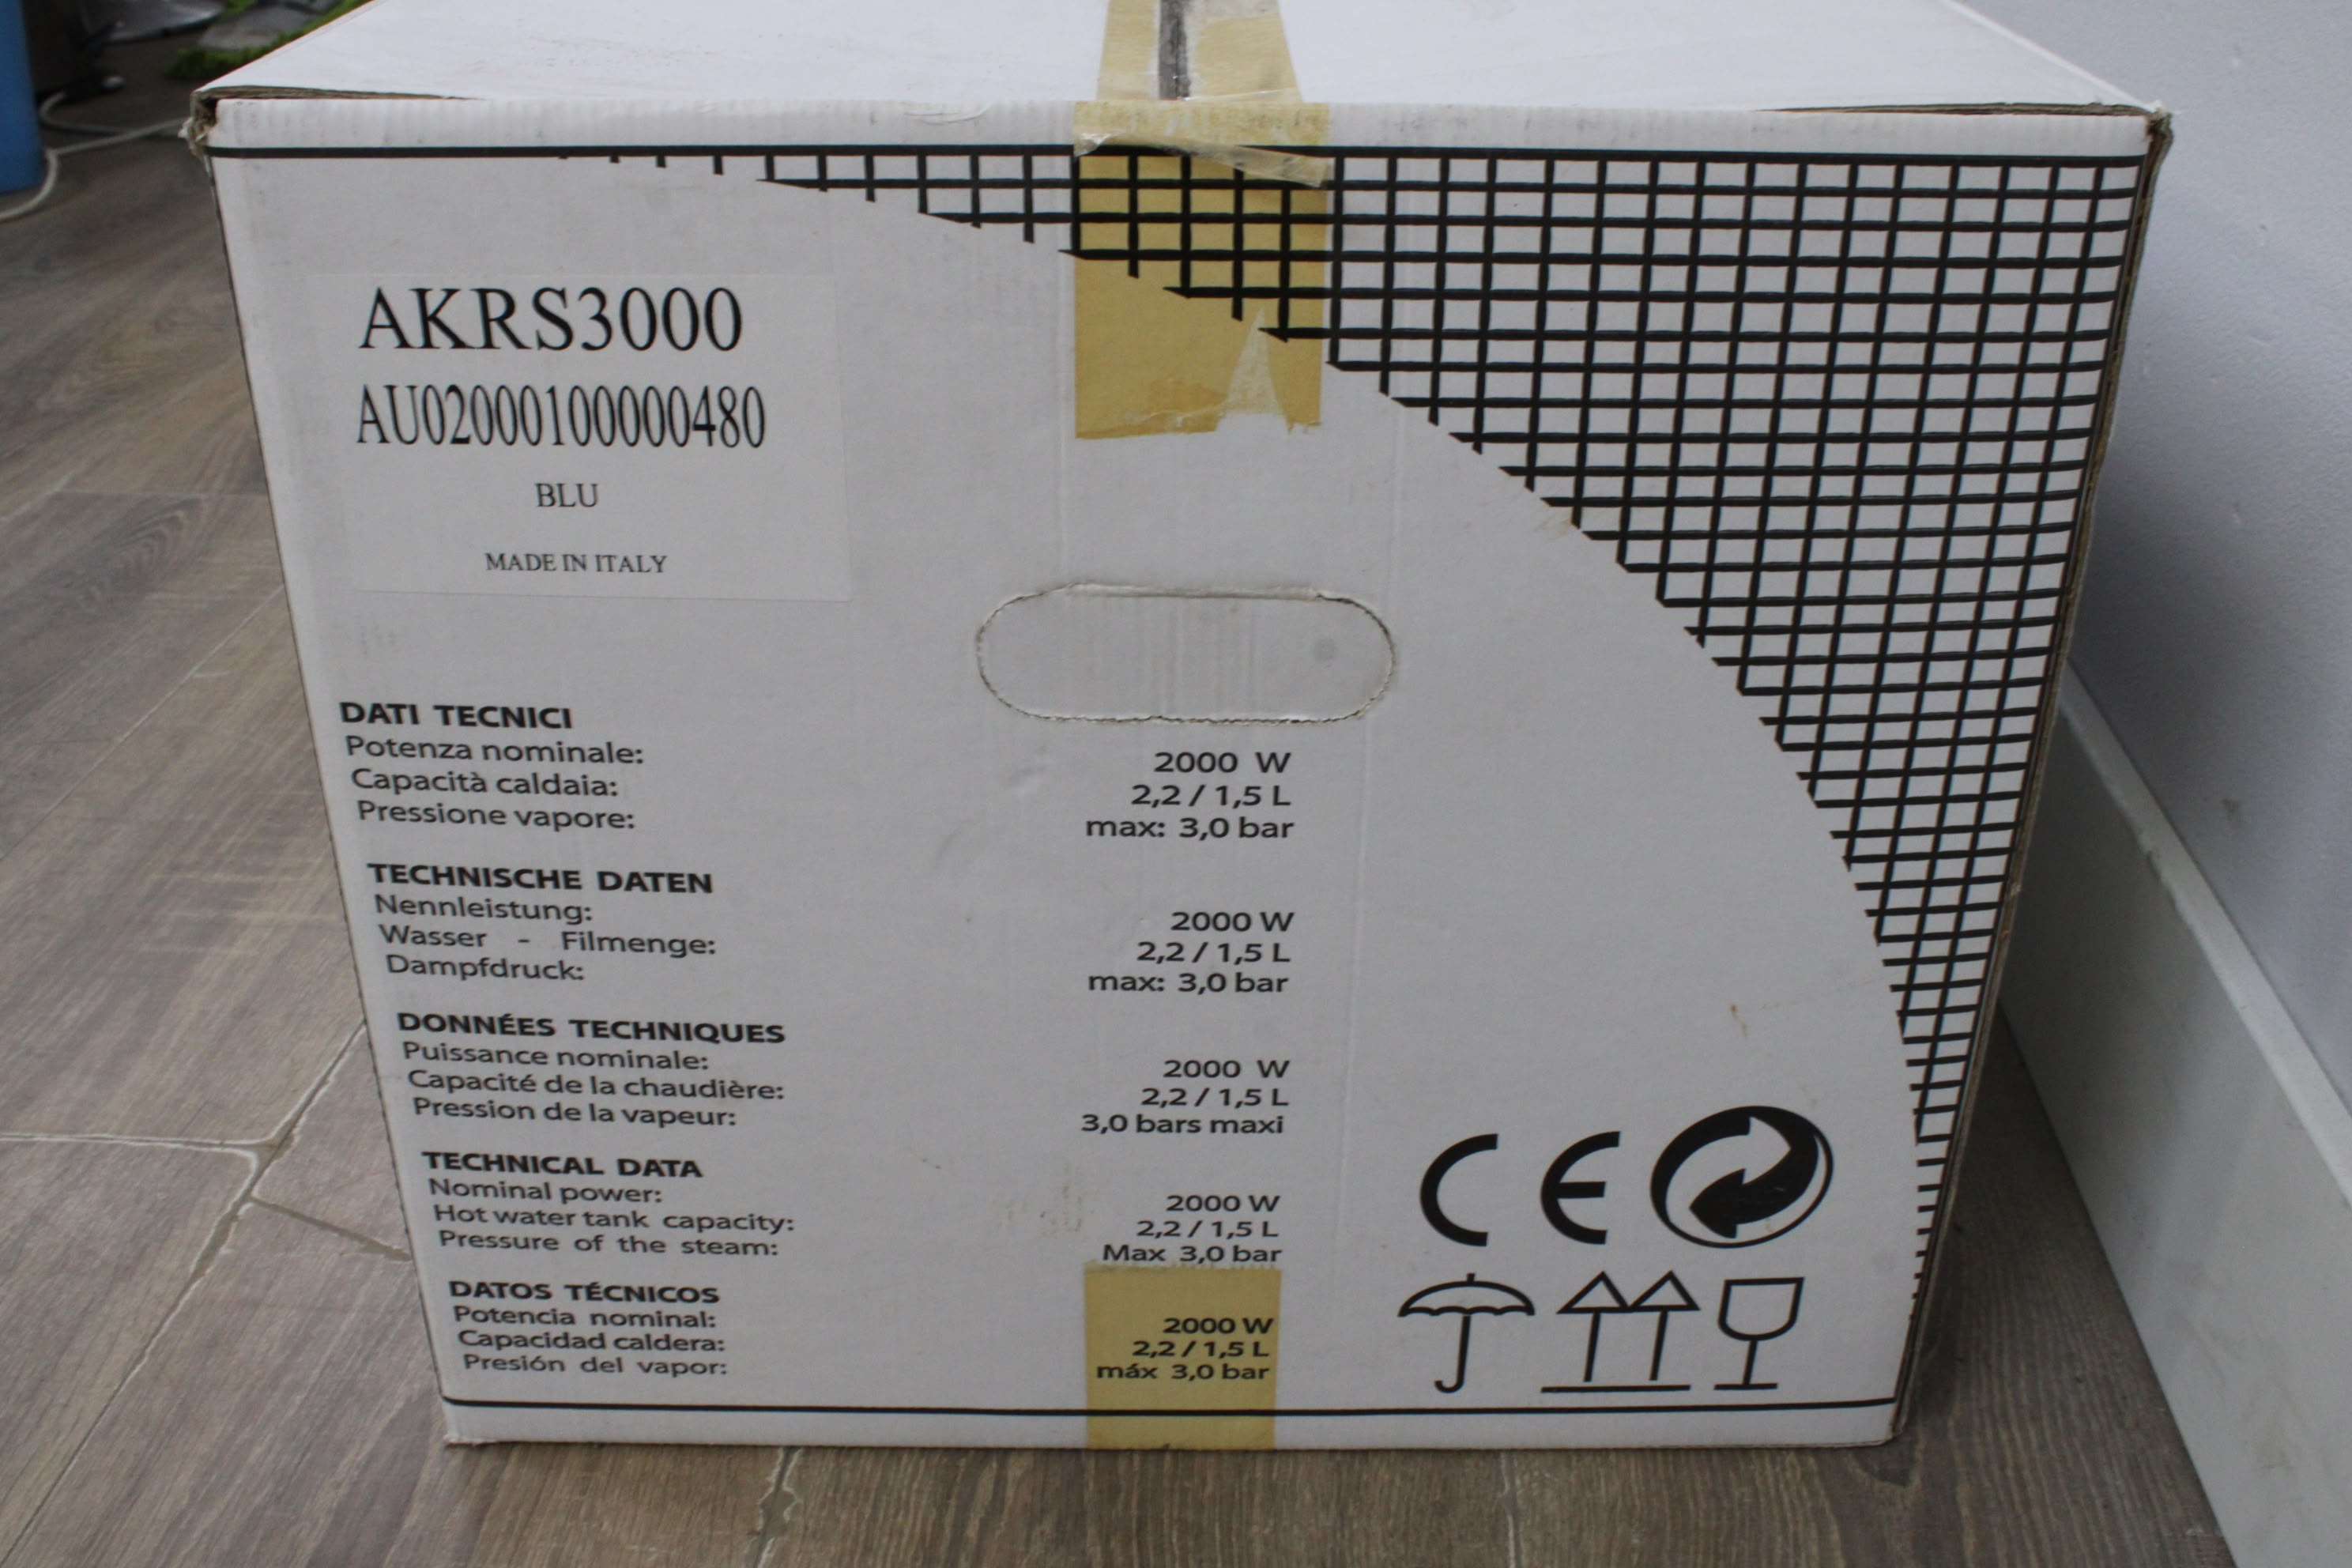 AKRS3000
AU02000100000480
BLU
MADE IN ITALY
DATI TECNICI
Potenza nominale: 2000 W
Capacità caldaia: 2,2 / 1,5 L
Pressione vapore: max: 3,0 bar
TECHNISCHE DATEN
Nennleistung: 2000 W
Wasser - Filmenge: 2,2 / 1,5 L
Dampfdruck: max: 3,0 bar
DONNÉES TECHNIQUES
Puissance nominale: 2000 W
Capacité de la chaudière: 2,2 / 1,5 L
Pression de la vapeur: 3,0 bars maxi
TECHNICAL DATA
Nominal power: 2000 W
Hot water tank capacity: 2,2 / 1,5 L
Pressure of the steam: Max 3,0 bar
DATOS TÉCNICOS
Potencia nominal: 2000 W
Capacidad caldera: 2,2 / 1,5 L
Presión del vapor: máx 3,0 bar
CE